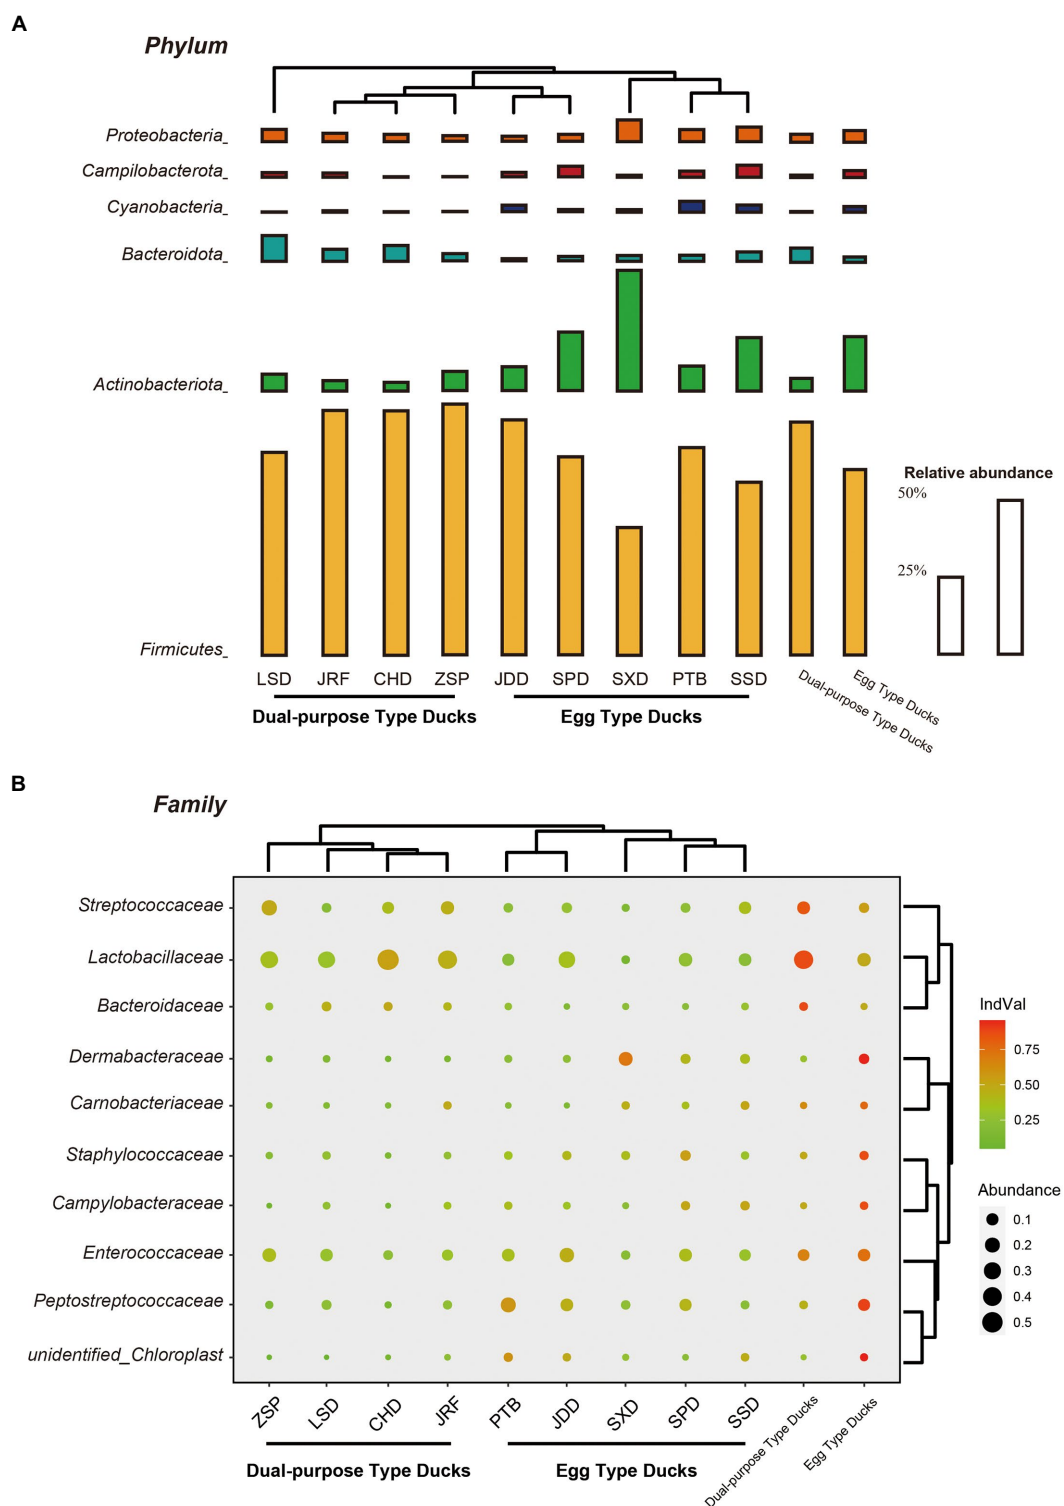 A
Phylum
Proteobacteria
Campilobacterota
Cyanobacteria
Bacteroidota
Actinobacteriota
Firmicutes
Relative abundance
50%
25%
LSD JRF CHD ZSP JDD SPD SXD PTB SSD
Dual-purpose Type Ducks
Egg Type Ducks
Dual-purpose Type Ducks Egg Type Ducks
B
Family
Streptococcaceae
Lactobacillaceae
Bacteroidaceae
Dermabacteraceae
Carnobacteriaceae
Staphylococcaceae
Campylobacteraceae
Enterococcaceae
Peptostreptococcaceae
unidentified_Chloroplast
IndVal
0.75
0.50
0.25
Abundance
0.1
0.2
0.3
0.4
0.5
ZSP LSD CHD JRF PTB JDD SXD SPD SSD
Dual-purpose Type Ducks
Egg Type Ducks
Dual-purpose Type Ducks Egg Type Ducks